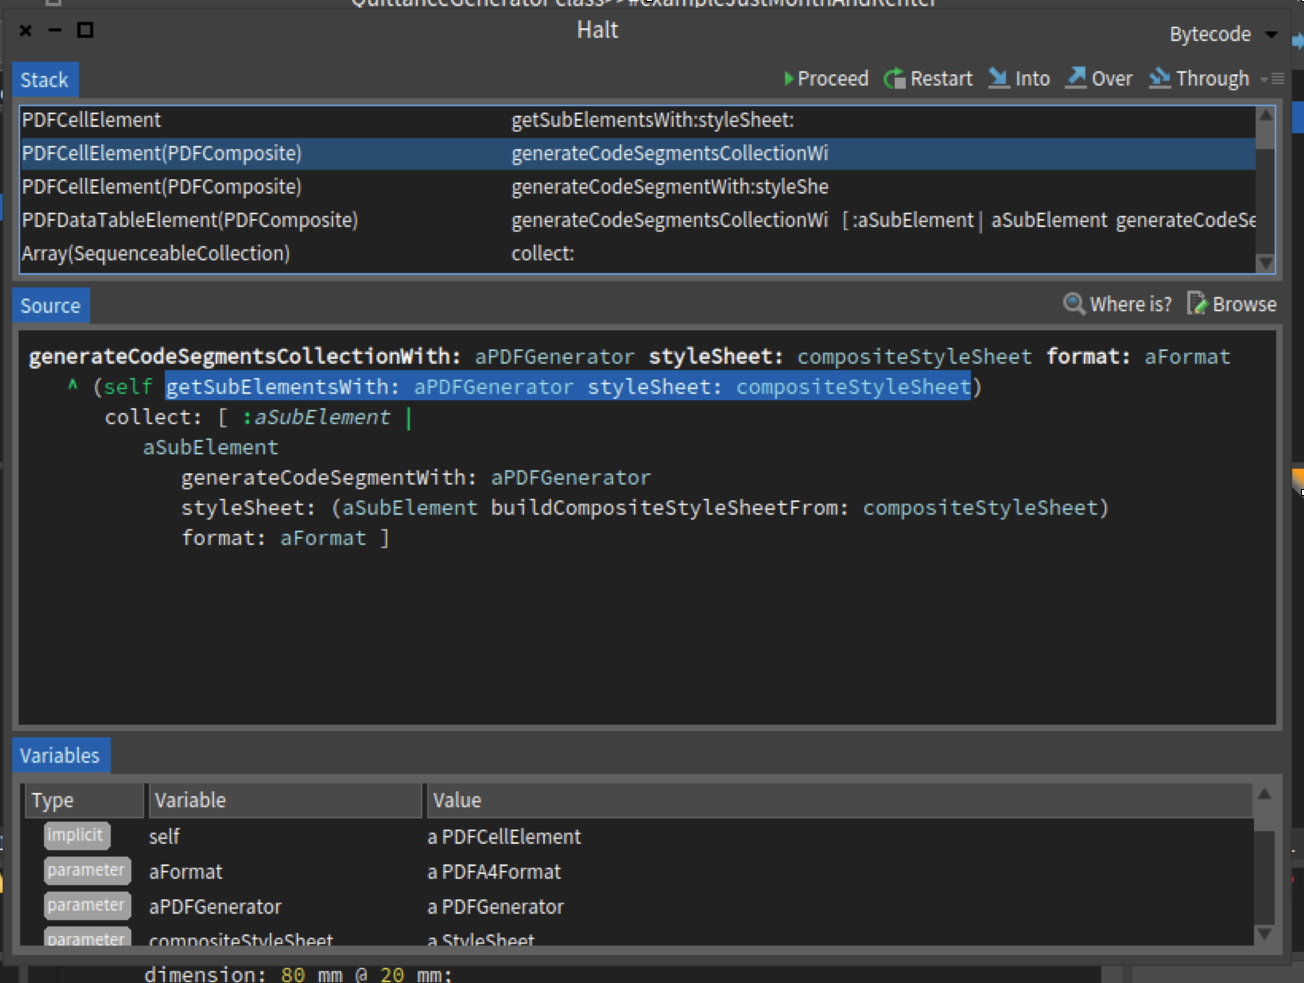 QuittanceGenerator class>>#exampleJustMonthAndRenter
Halt
Bytecode
Stack
Proceed Restart Into Over Through
PDFCellElement getSubElementsWith:styleSheet:
PDFCellElement(PDFComposite) generateCodeSegmentsCollectionWi
PDFCellElement(PDFComposite) generateCodeSegmentWith:styleShe
PDFDataTableElement(PDFComposite) generateCodeSegmentsCollectionWi [ :aSubElement | aSubElement generateCodeSe
Array(SequenceableCollection) collect:
Source
Where is? Browse
generateCodeSegmentsCollectionWith: aPDFGenerator styleSheet: compositeStyleSheet format: aFormat
^ (self getSubElementsWith: aPDFGenerator styleSheet: compositeStyleSheet)
collect: [ :aSubElement |
aSubElement
generateCodeSegmentWith: aPDFGenerator
styleSheet: (aSubElement buildCompositeStyleSheetFrom: compositeStyleSheet)
format: aFormat ]
Variables
Type Variable Value
implicit self a PDFCellElement
parameter aFormat a PDFA4Format
parameter aPDFGenerator a PDFGenerator
parameter compositeStyleSheet a StyleSheet
dimension: 80 mm @ 20 mm;